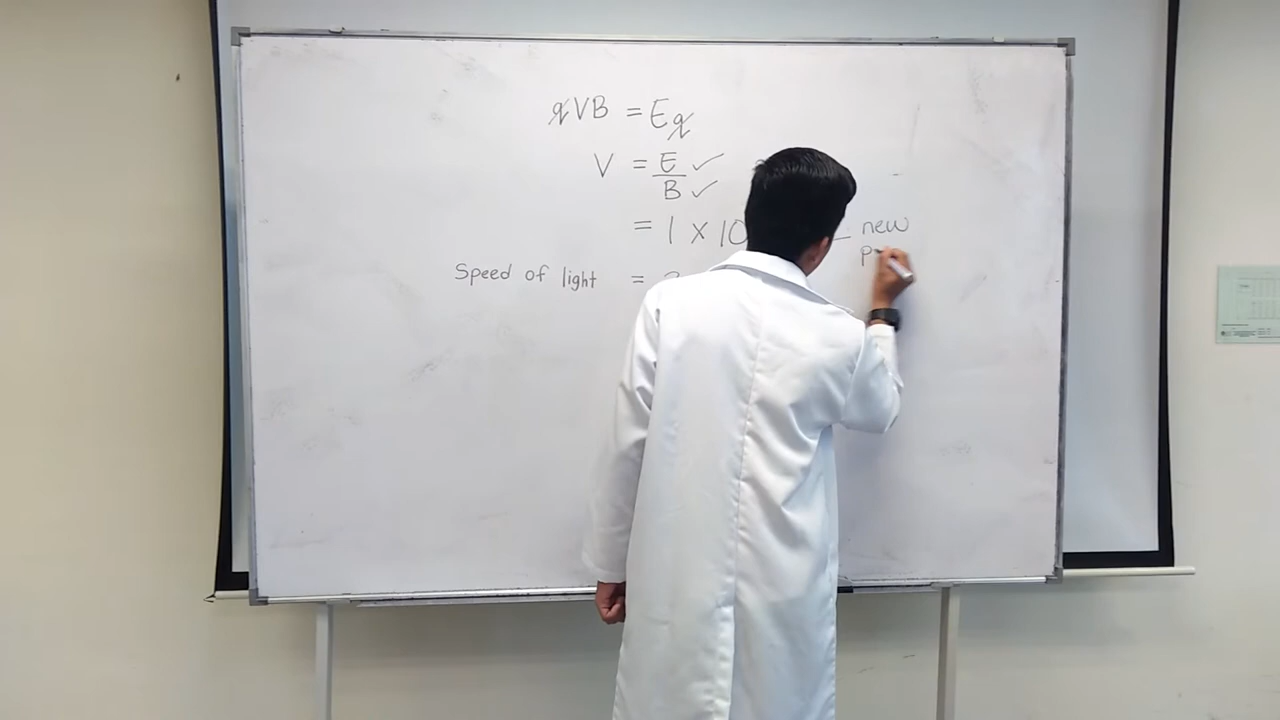 qVB = Eq
V = E ✓
B ✓
= 1 x 10 — new
Speed of light =